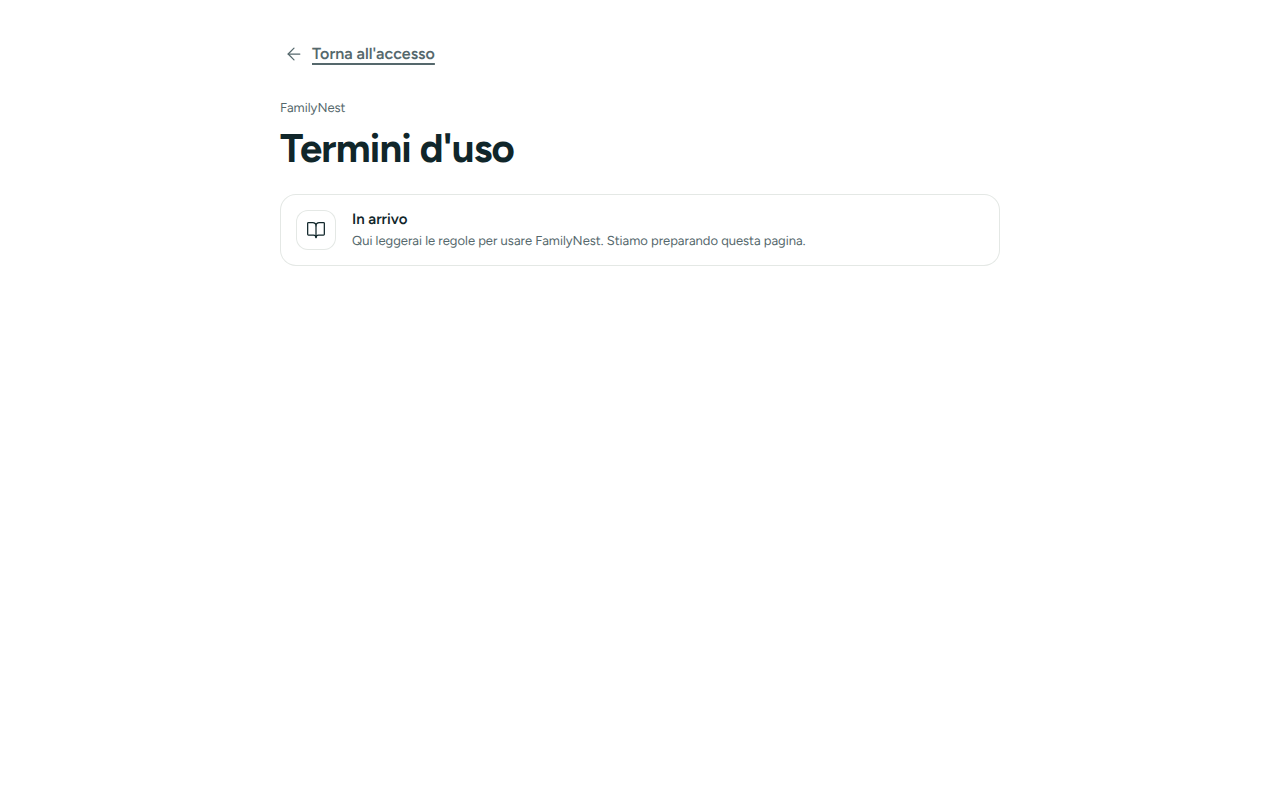 Torna all'accesso
FamilyNest
Termini d'uso
In arrivo
Qui leggerai le regole per usare FamilyNest. Stiamo preparando questa pagina.